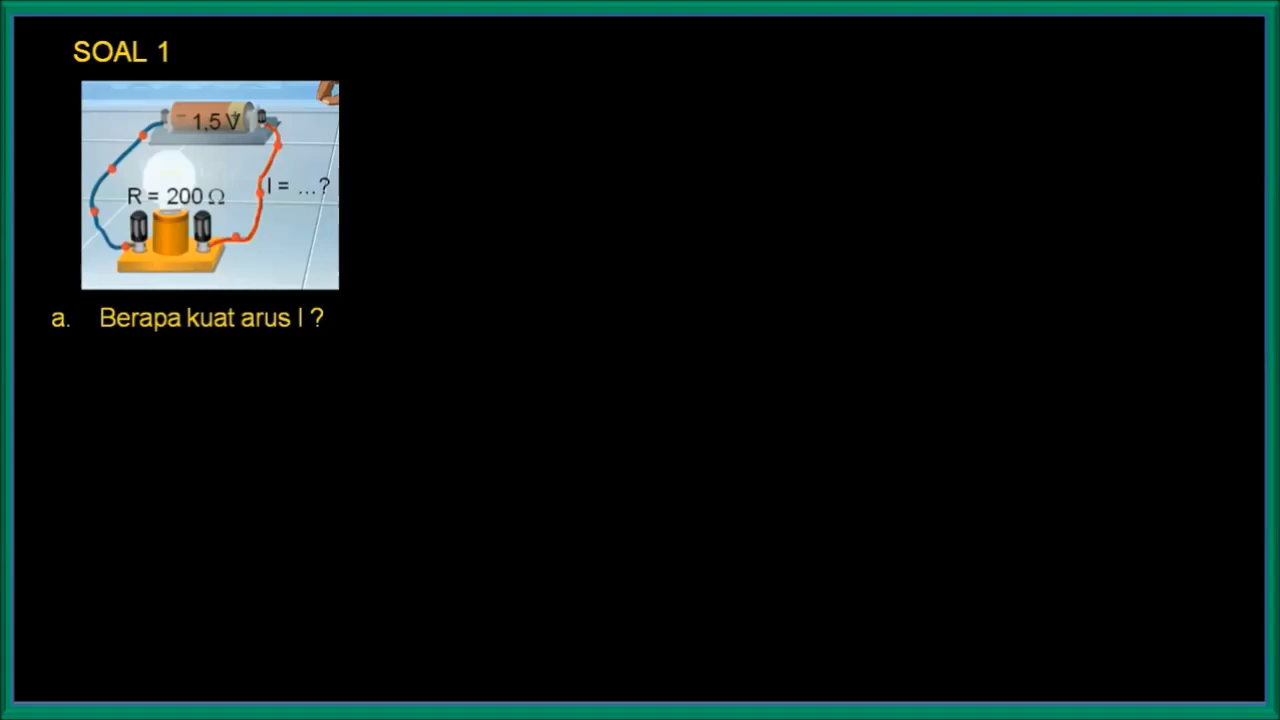 SOAL 1
- 1,5 V
R = 200 Ω
I = ...?
a. Berapa kuat arus I ?